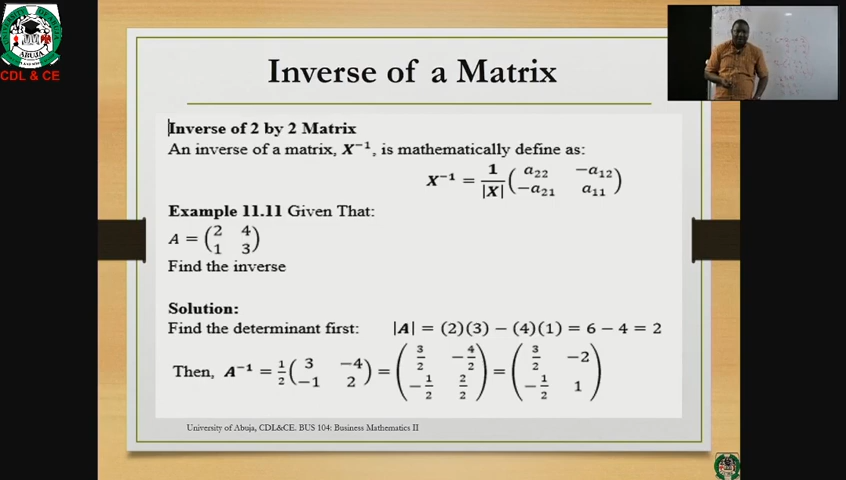 ABUJA
CDL & CE
Inverse of a Matrix
Inverse of 2 by 2 Matrix
An inverse of a matrix, X⁻¹, is mathematically define as:
X⁻¹ = 1/|X| (a₂₂ −a₁₂ −a₂₁ a₁₁)
Example 11.11 Given That:
A = (2 4 1 3)
Find the inverse
Solution:
Find the determinant first: |A| = (2)(3) − (4)(1) = 6 − 4 = 2
Then, A⁻¹ = 1/2 (3 −4 −1 2) = (3/2 −4/2 −1/2 2/2) = (3/2 −2 −1/2 1)
University of Abuja, CDL&CE. BUS 104: Business Mathematics II